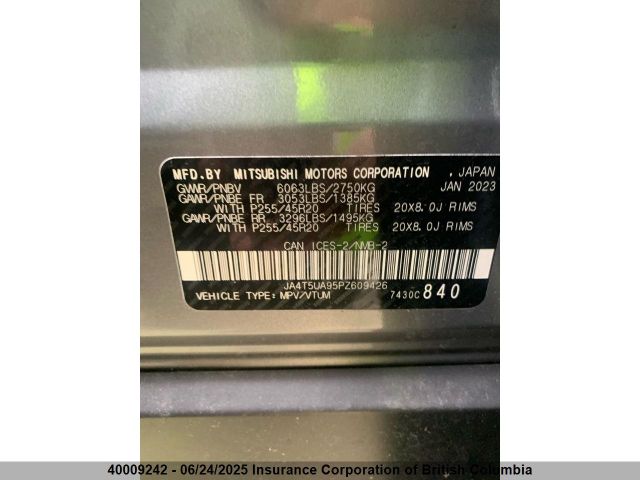 MFD.BY MITSUBISHI MOTORS CORPORATION , JAPAN
GWVR/PNBV 6063LBS/2750KG JAN 2023
GAWR/PNBE FR 3053LBS/1385KG
WITH P255/45R20 TIRES 20X8.0J RIMS
GAWR/PNBE RR 3296LBS/1495KG
WITH P255/45R20 TIRES 20X8.0J RIMS
CAN ICES-2/NMB-2
JA4T5UA95PZ609426
VEHICLE TYPE: MPV/VTUM 7430C 840
40009242 - 06/24/2025 Insurance Corporation of British Columbia